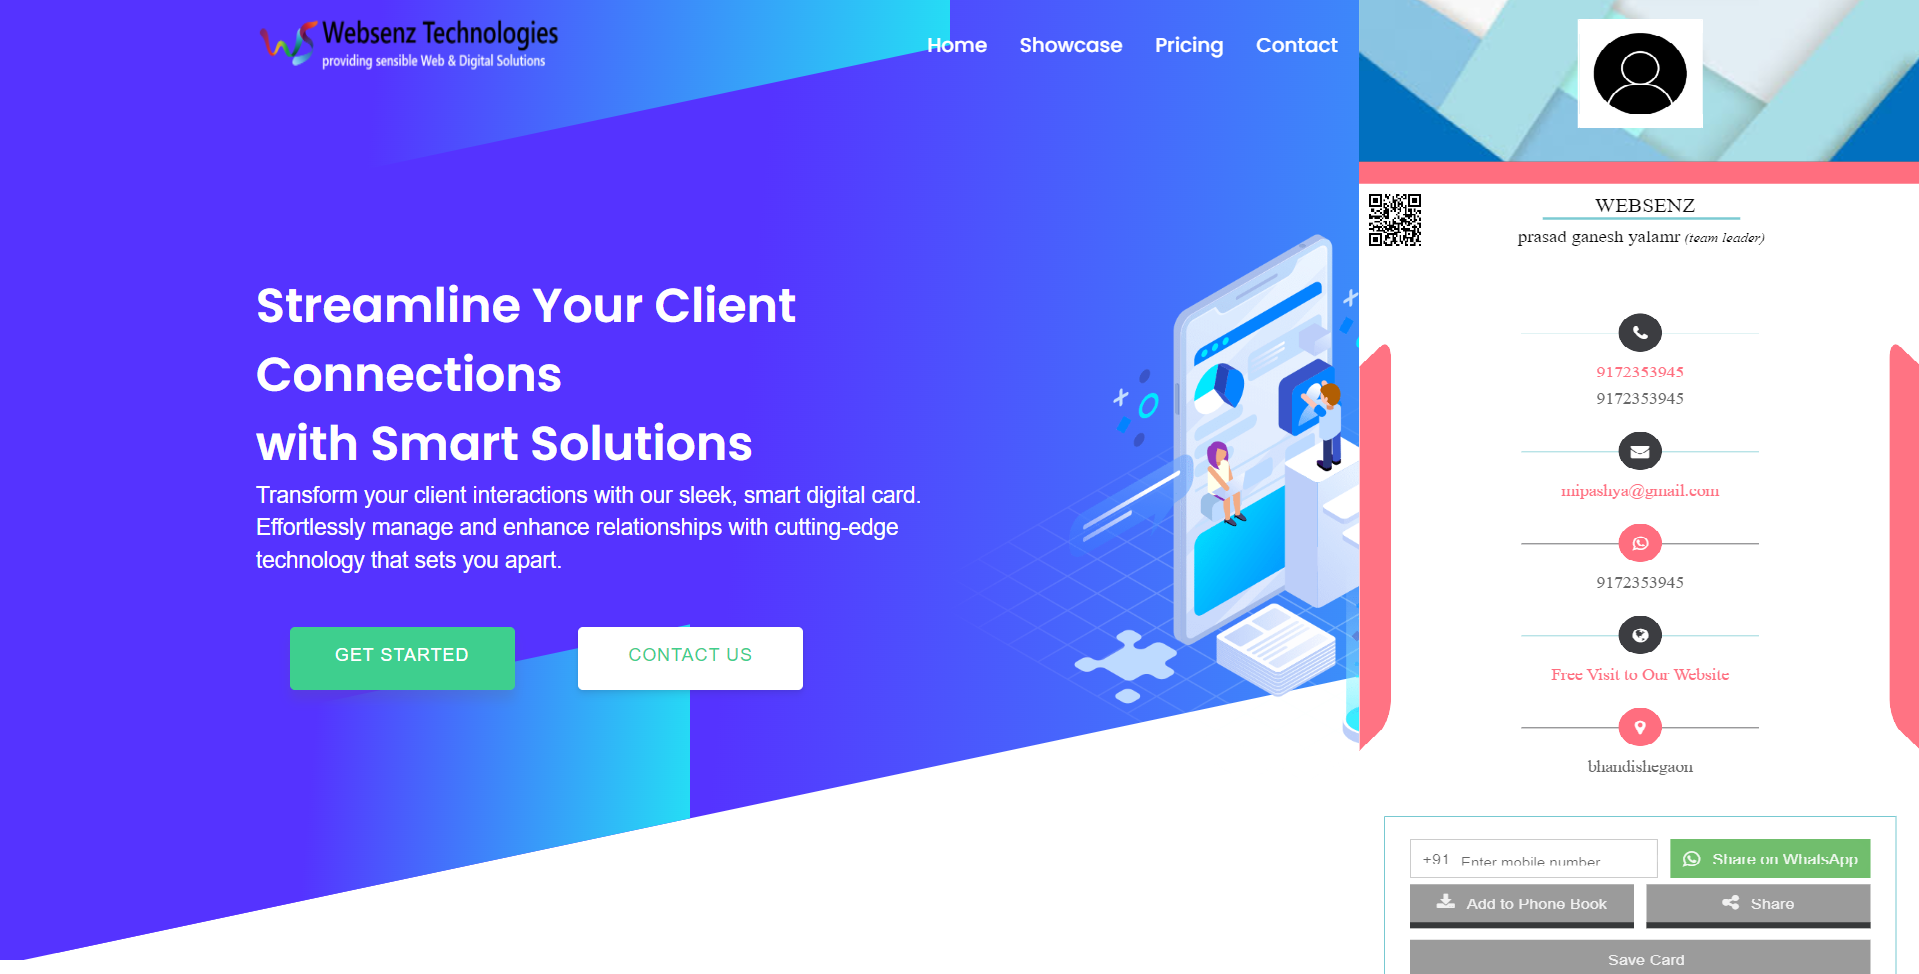 Websenz Technologies
providing sensible Web & Digital Solutions
Home Showcase Pricing Contact
Streamline Your Client
Connections
with Smart Solutions
Transform your client interactions with our sleek, smart digital card.
Effortlessly manage and enhance relationships with cutting-edge
technology that sets you apart.
GET STARTED CONTACT US
WEBSENZ
prasad ganesh yalamr (team leader)
9172353945
9172353945
mipashya@gmail.com
9172353945
Free Visit to Our Website
bhandishegaon
+91 Enter mobile number Share on WhatsApp
Add to Phone Book Share
Save Card